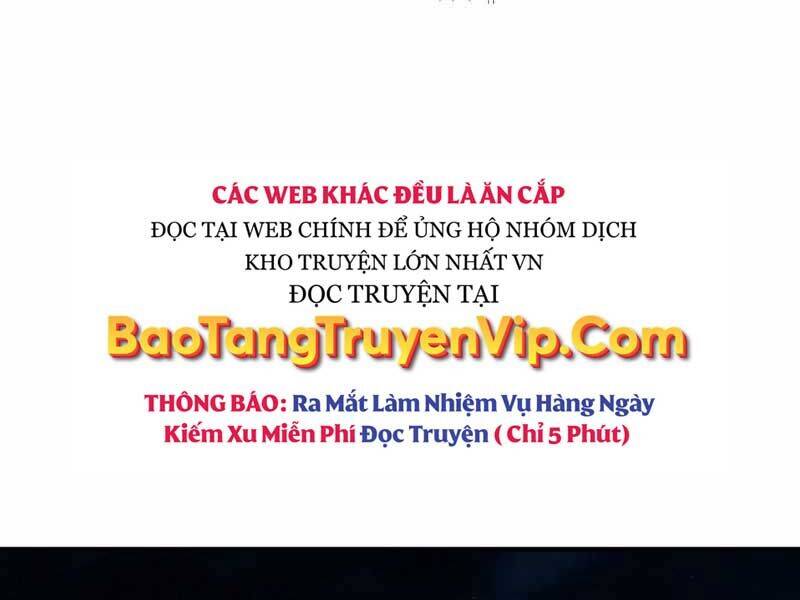 CÁC WEB KHÁC ĐỀU LÀ ĂN CẮP
ĐỌC TẠI WEB CHÍNH ĐỂ ỦNG HỘ NHÓM DỊCH
KHO TRUYỆN LỚN NHẤT VN
ĐỌC TRUYỆN TẠI
BaoTangTruyenVip.Com
THÔNG BÁO: Ra Mắt Làm Nhiệm Vụ Hàng Ngày
Kiếm Xu Miễn Phí Đọc Truyện ( Chỉ 5 Phút)